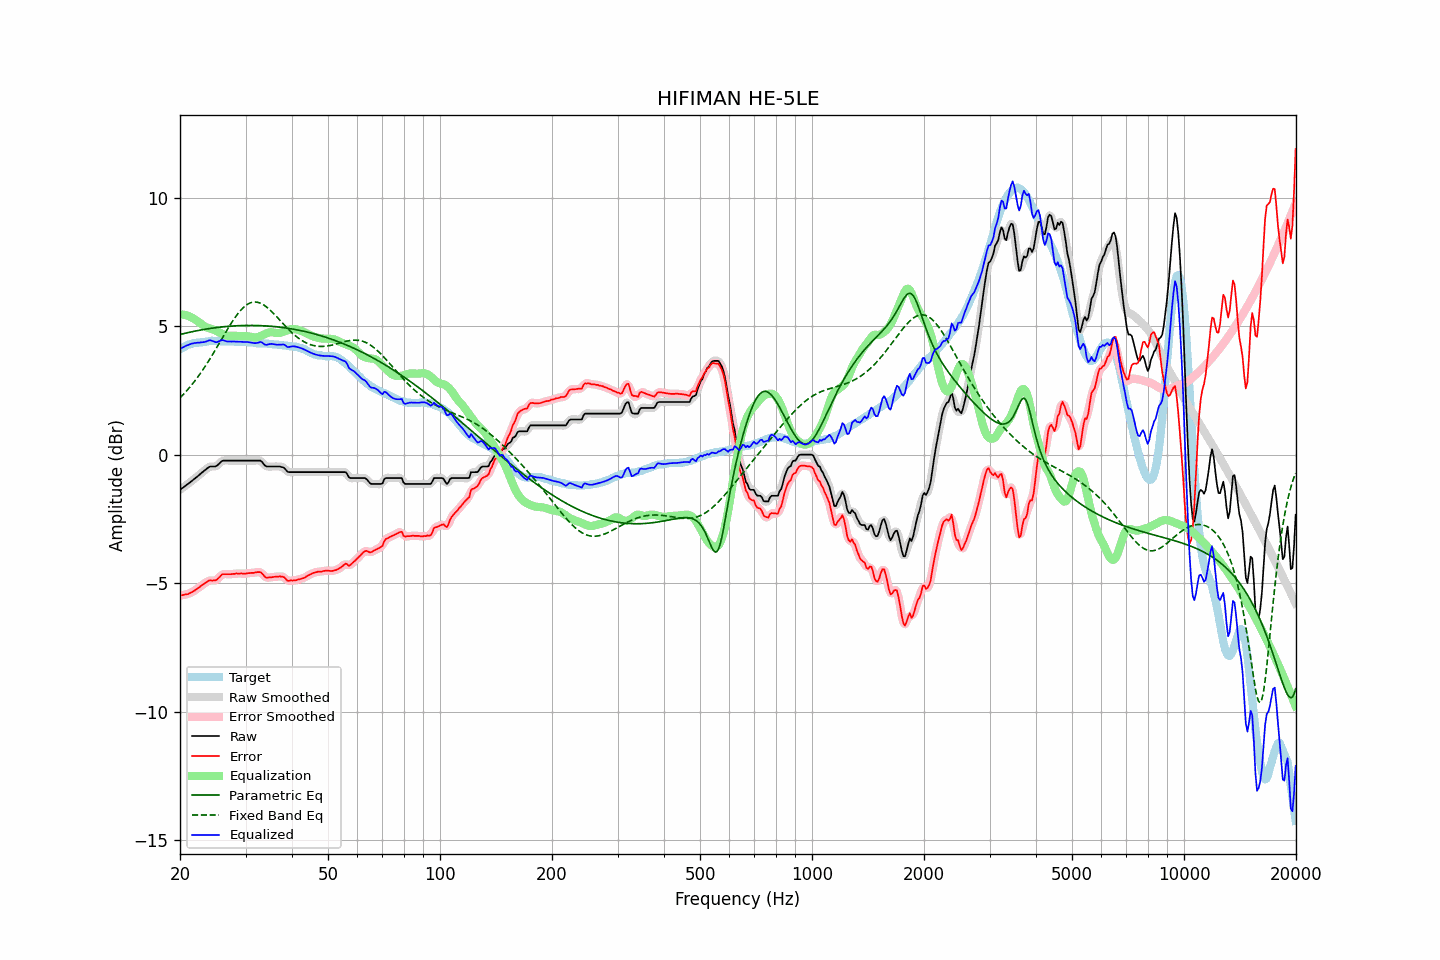 HIFIMAN HE-5LE
Amplitude (dBr)
10
5
0
−5
−10
−15
Target
Raw Smoothed
Error Smoothed
Raw
Error
Equalization
Parametric Eq
Fixed Band Eq
Equalized
20 50 100 200 500 1000 2000 5000 10000 20000
Frequency (Hz)